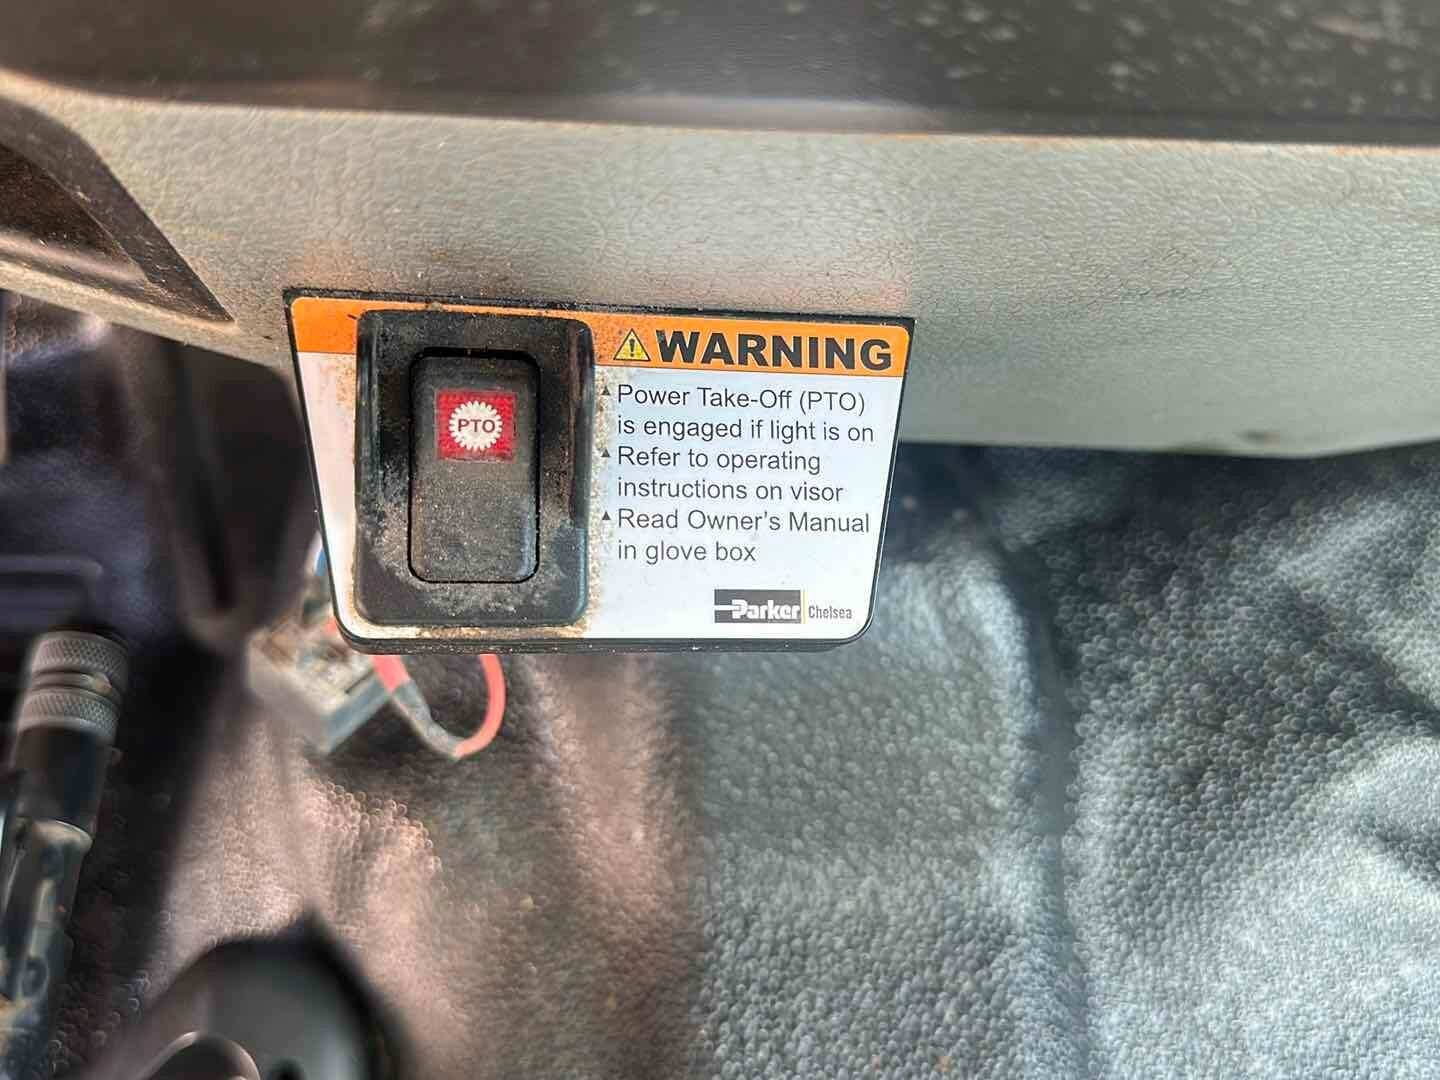 PTO
WARNING
Power Take-Off (PTO)
is engaged if light is on
Refer to operating
instructions on visor
Read Owner's Manual
in glove box
Parker Chelsea